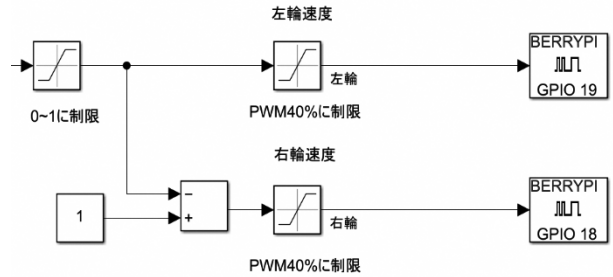 左輪速度
BERRYPI
GPIO 19
左輪
0~1に制限
PWM40%に制限
右輪速度
BERRYPI
GPIO 18
−
+
1
右輪
PWM40%に制限